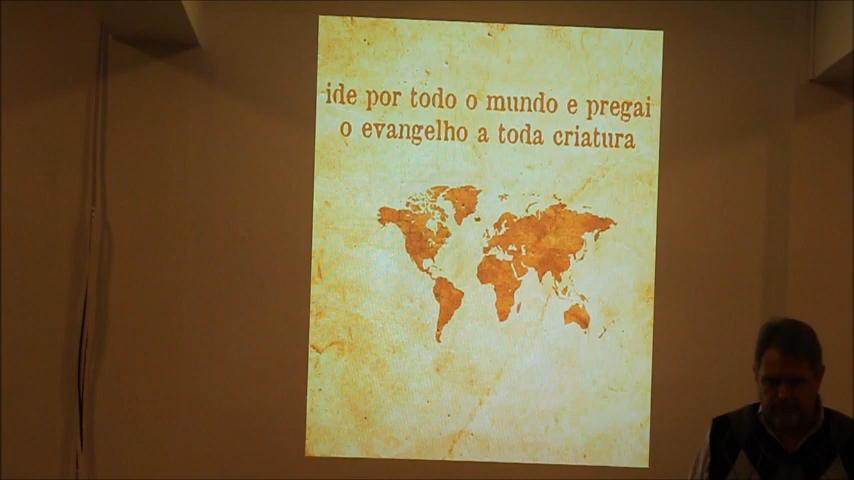 ide por todo o mundo e pregai
o evangelho a toda criatura